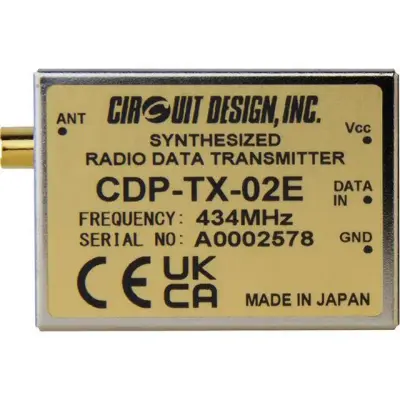 CIRCUIT DESIGN, INC.
ANT
SYNTHESIZED
Vcc
RADIO DATA TRANSMITTER
CDP-TX-02E
DATA
IN
FREQUENCY: 434MHz
SERIAL NO: A0002578
GND
CE UK
CA
MADE IN JAPAN